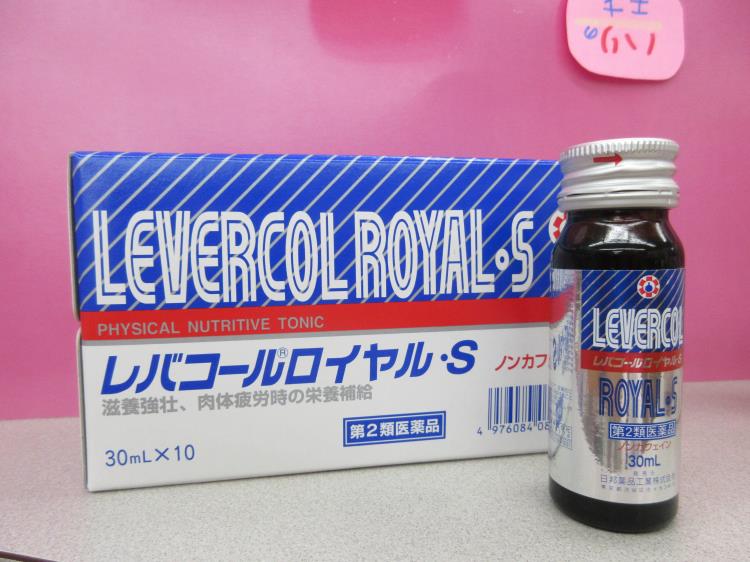 LEVERCOL ROYAL・S
PHYSICAL NUTRITIVE TONIC
レバコール®ロイヤル・S
ノンカフ
滋養強壮、肉体疲労時の栄養補給
第2類医薬品
30mL×10
4 976084 08
LEVERCOL
レバコールロイヤル・S
ROYAL・S
第2類医薬品
ノンカフェイン
30mL
日邦薬品工業株式会社